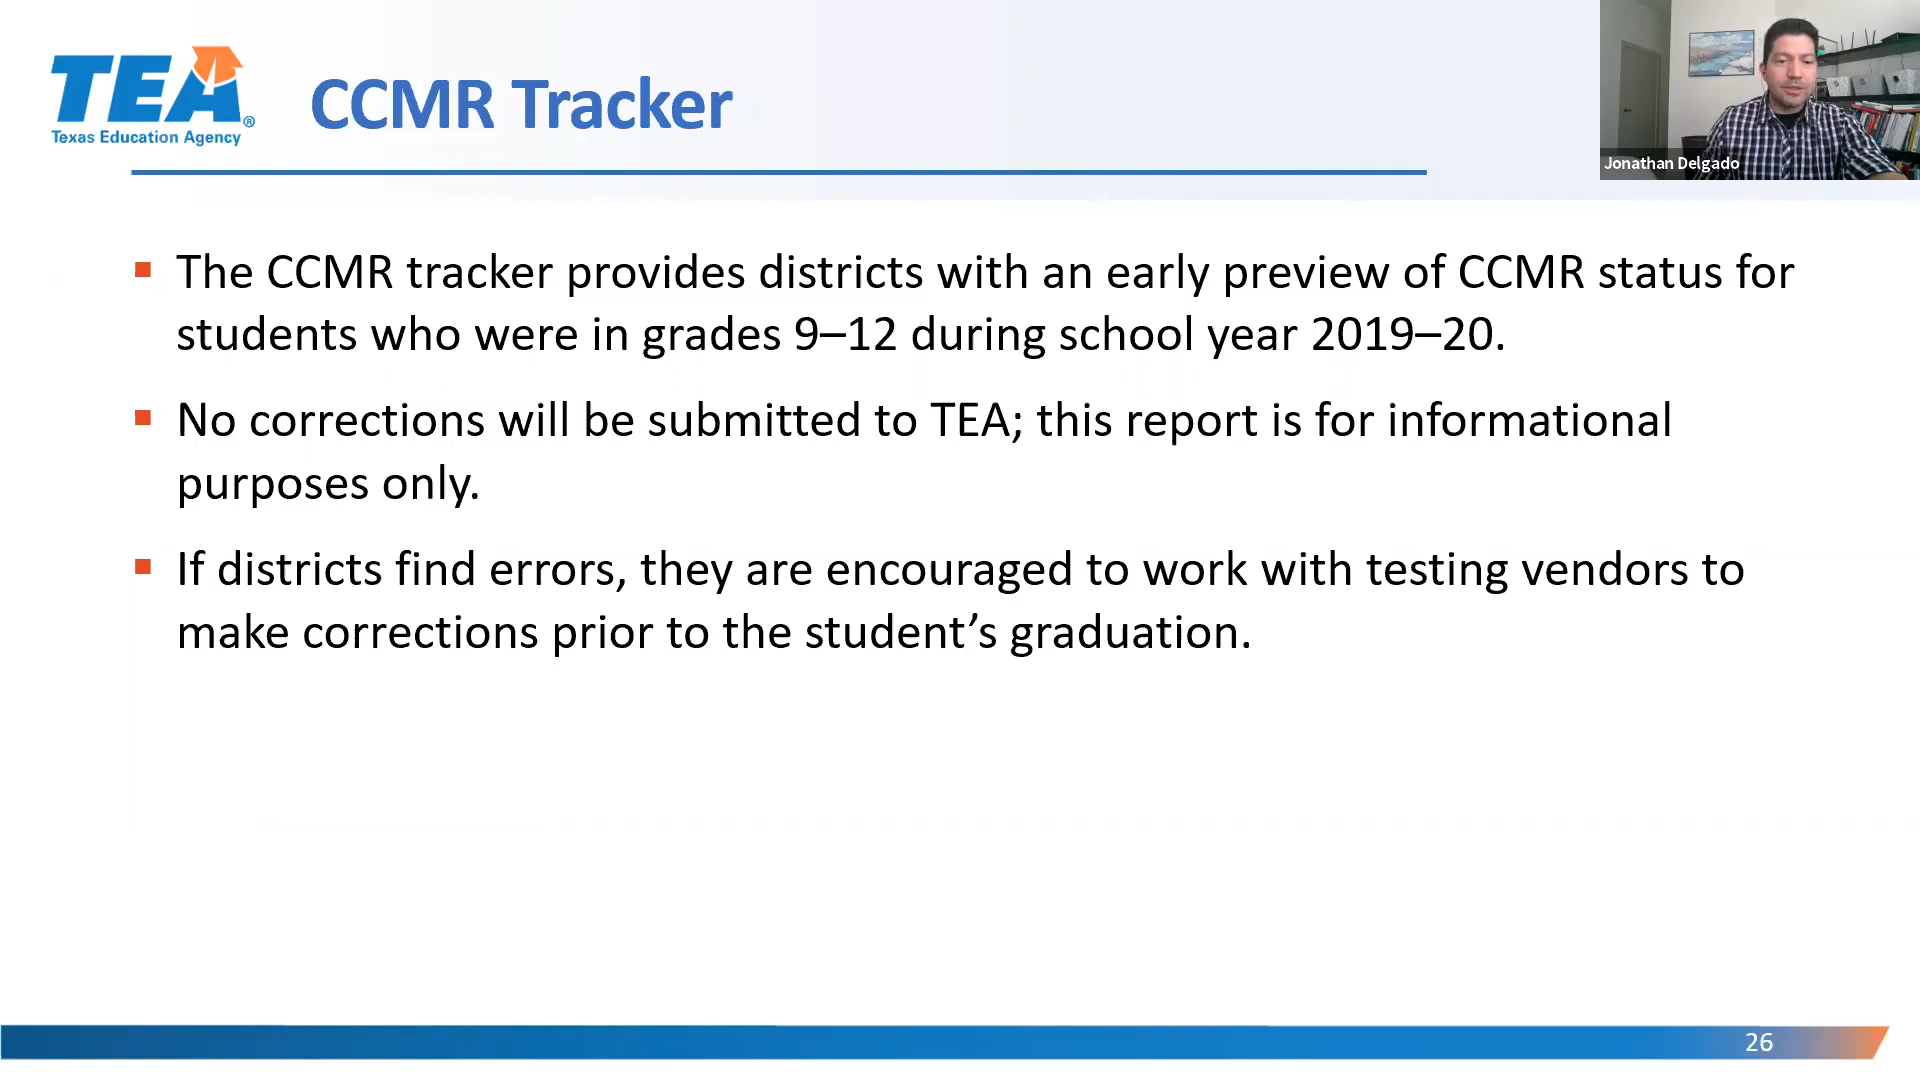 TEA®
Texas Education Agency
CCMR Tracker
Jonathan Delgado
The CCMR tracker provides districts with an early preview of CCMR status for
students who were in grades 9–12 during school year 2019–20.
No corrections will be submitted to TEA; this report is for informational
purposes only.
If districts find errors, they are encouraged to work with testing vendors to
make corrections prior to the student’s graduation.
26